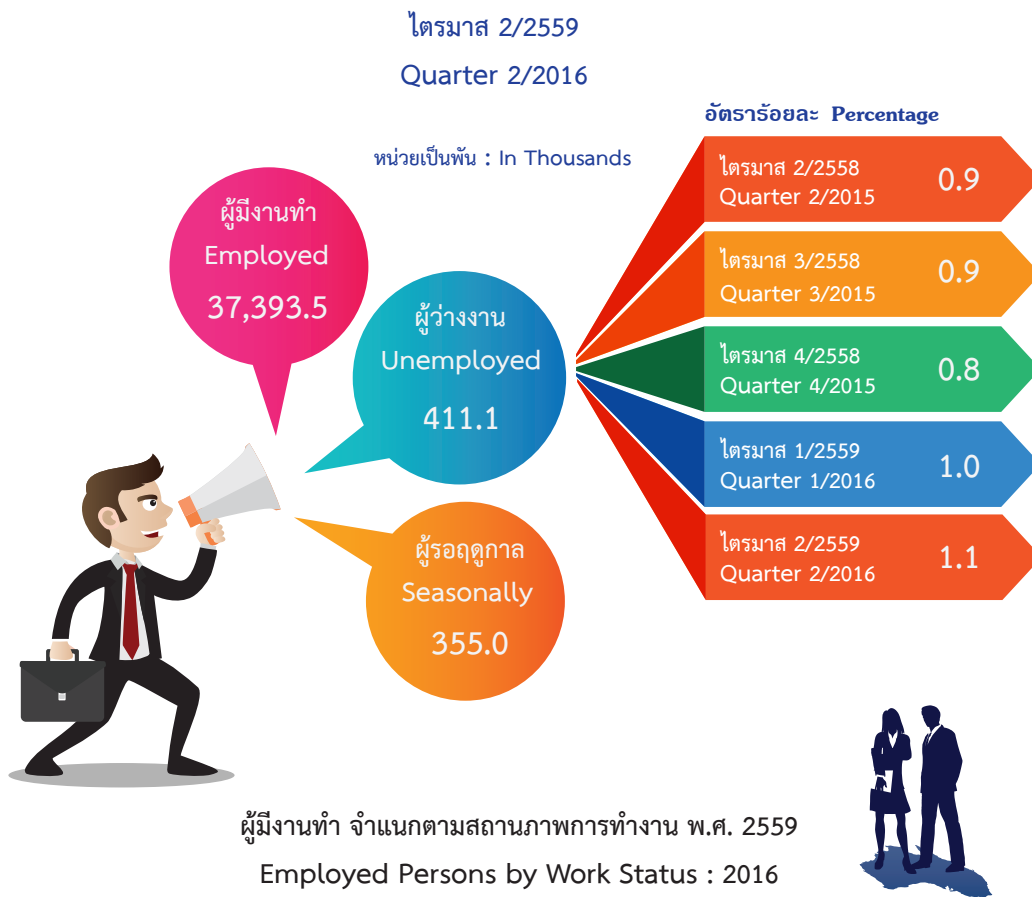 ไตรมาส 2/2559
Quarter 2/2016
หน่วยเป็นพัน : In Thousands
ผู้มีงานทำ
Employed
37,393.5
ผู้ว่างงาน
Unemployed
411.1
ผู้รอฤดูกาล
Seasonally
355.0
อัตราร้อยละ Percentage
ไตรมาส 2/2558
Quarter 2/2015
0.9
ไตรมาส 3/2558
Quarter 3/2015
0.9
ไตรมาส 4/2558
Quarter 4/2015
0.8
ไตรมาส 1/2559
Quarter 1/2016
1.0
ไตรมาส 2/2559
Quarter 2/2016
1.1
ผู้มีงานทำ จำแนกตามสถานภาพการทำงาน พ.ศ. 2559
Employed Persons by Work Status : 2016